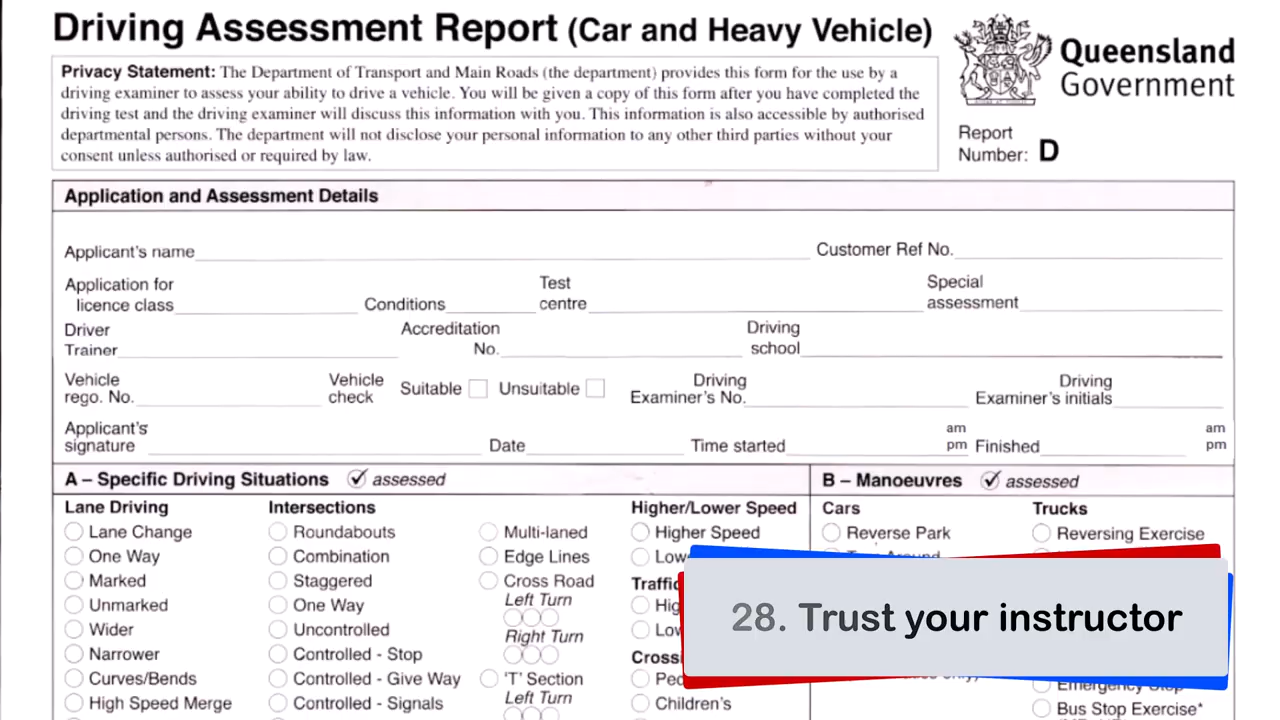 Driving Assessment Report (Car and Heavy Vehicle)
Privacy Statement: The Department of Transport and Main Roads (the department) provides this form for the use by a
driving examiner to assess your ability to drive a vehicle. You will be given a copy of this form after you have completed the
driving test and the driving examiner will discuss this information with you. This information is also accessible by authorised
departmental persons. The department will not disclose your personal information to any other third parties without your
consent unless authorised or required by law.
Queensland
Government
Report
Number: D
Application and Assessment Details
Applicant's name Customer Ref No.
Application for licence class Conditions Test centre Special assessment
Driver Trainer Accreditation No. Driving school
Vehicle rego. No. Vehicle check Suitable Unsuitable Driving Examiner's No. Driving Examiner's initials
Applicant's signature Date Time started am pm Finished am pm
A – Specific Driving Situations assessed
Lane Driving
Lane Change
One Way
Marked
Unmarked
Wider
Narrower
Curves/Bends
High Speed Merge
Intersections
Roundabouts
Combination
Staggered
One Way
Uncontrolled
Controlled - Stop
Controlled - Give Way
Controlled - Signals
Multi-laned
Edge Lines
Cross Road
Left Turn
Right Turn
'T' Section
Left Turn
Higher/Lower Speed
Higher Speed
Children's
B – Manoeuvres assessed
Cars
Reverse Park
Trucks
Reversing Exercise
Emergency Stop
Bus Stop Exercise*
28. Trust your instructor